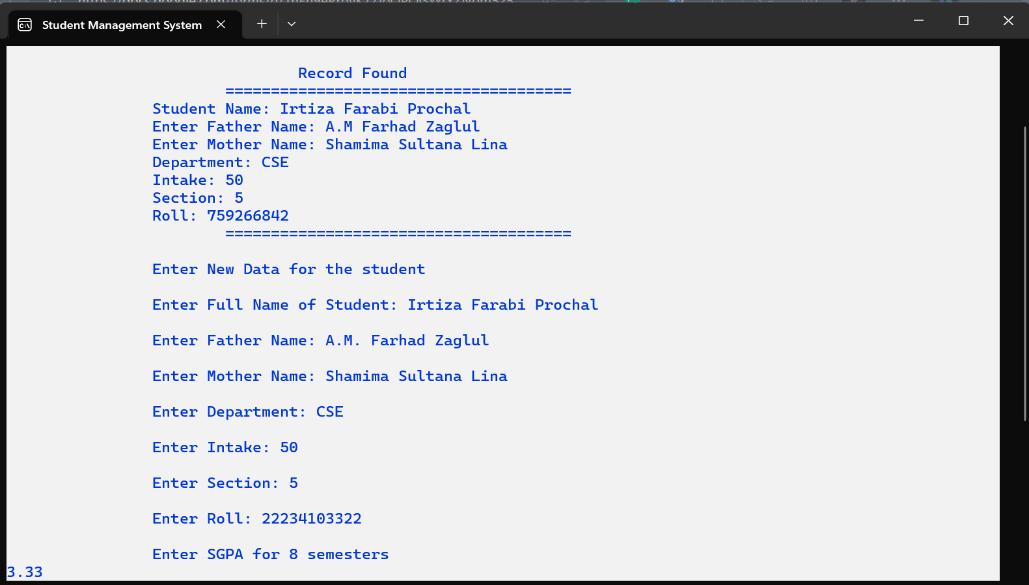 Student Management System
Record Found
======================================
Student Name: Irtiza Farabi Prochal
Enter Father Name: A.M Farhad Zaglul
Enter Mother Name: Shamima Sultana Lina
Department: CSE
Intake: 50
Section: 5
Roll: 759266842
======================================
Enter New Data for the student
Enter Full Name of Student: Irtiza Farabi Prochal
Enter Father Name: A.M. Farhad Zaglul
Enter Mother Name: Shamima Sultana Lina
Enter Department: CSE
Enter Intake: 50
Enter Section: 5
Enter Roll: 22234103322
Enter SGPA for 8 semesters
3.33